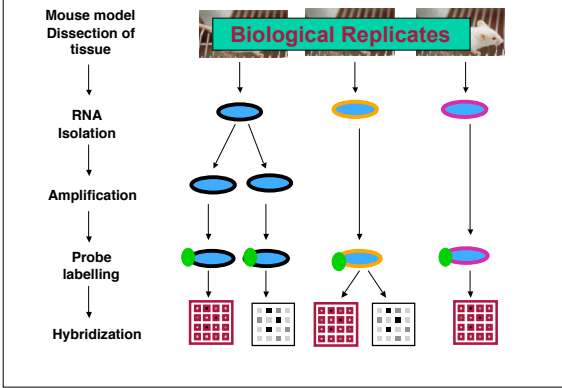 Mouse model
Dissection of
tissue
Biological Replicates
RNA
Isolation
Amplification
Probe
labelling
Hybridization